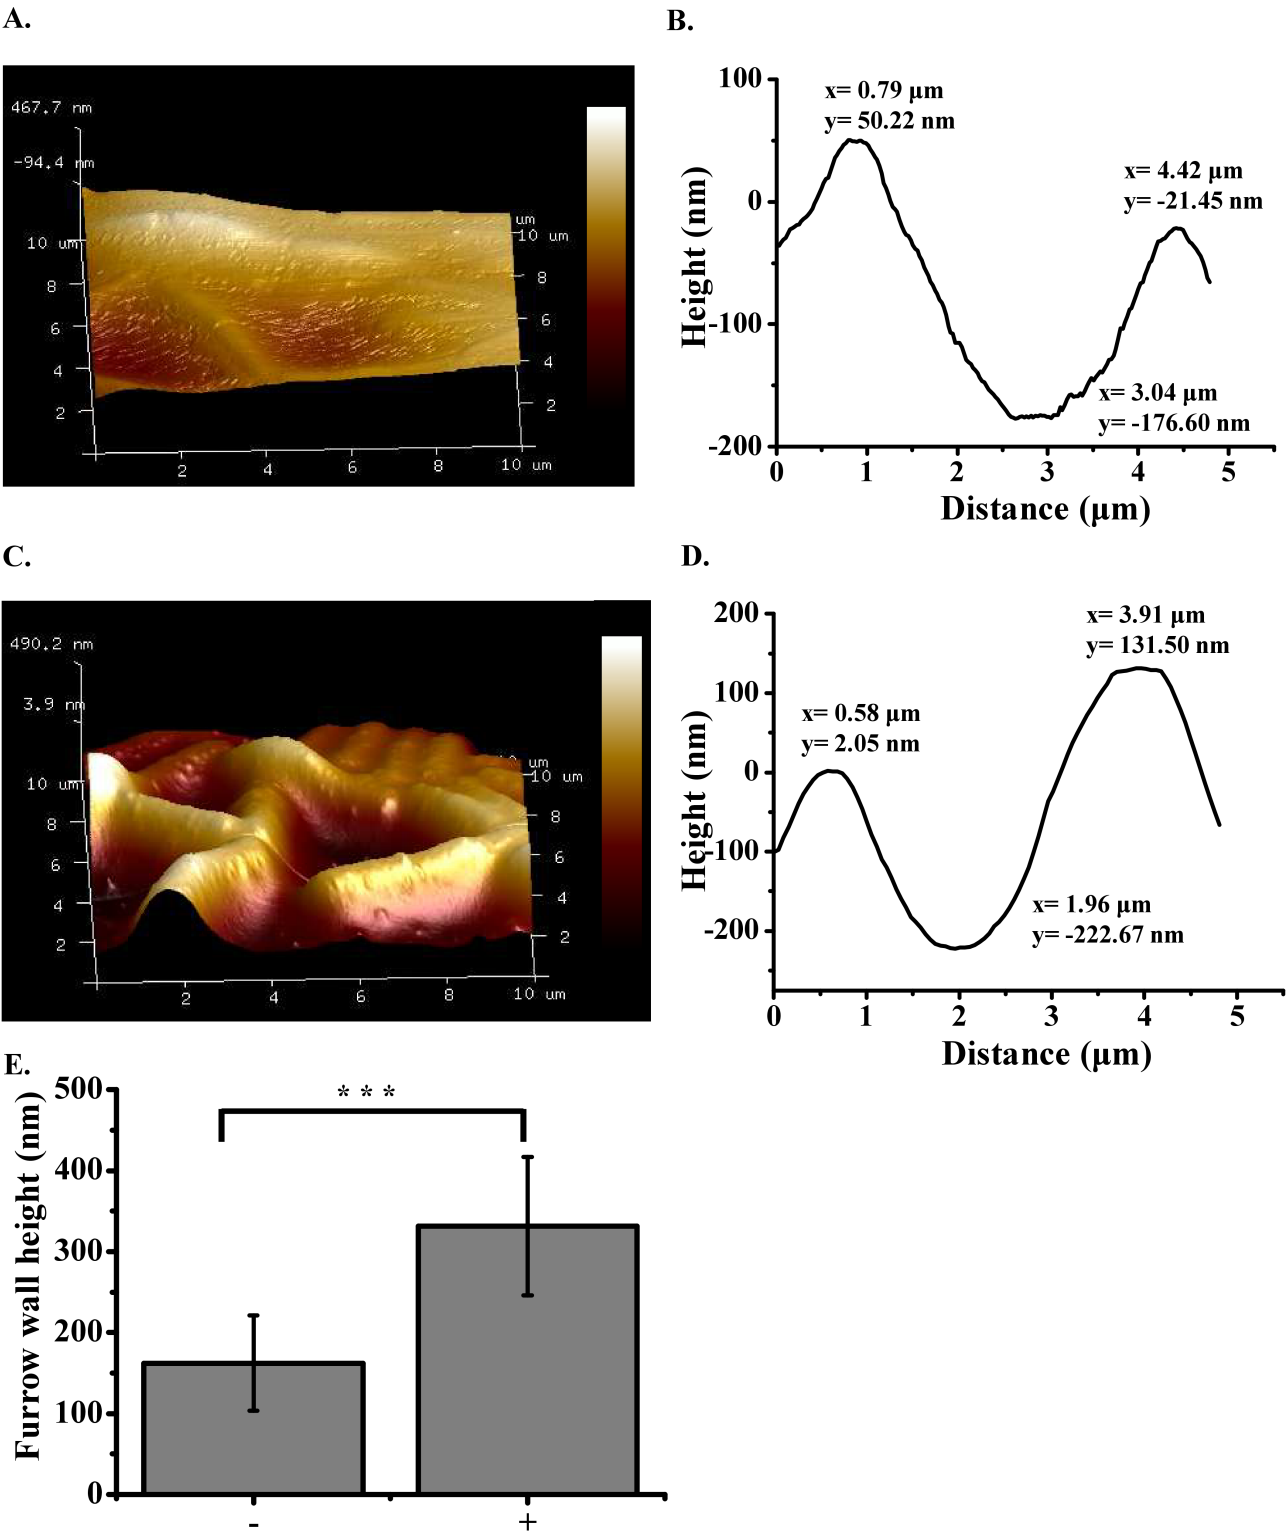 A.
467.7 nm
-94.4 nm
10 um
8
6
4
2
um
10 um
8
6
4
2
2
4
6
8
10 um
B.
Height (nm)
100
0
-100
-200
x= 0.79 µm
y= 50.22 nm
x= 4.42 µm
y= -21.45 nm
x= 3.04 µm
y= -176.60 nm
0 1 2 3 4 5
Distance (µm)
C.
490.2 nm
3.9 nm
10 um
8
6
4
2
um
10 um
8
6
4
2
2
4
6
8
10 um
D.
Height (nm)
200
100
0
-100
-200
x= 3.91 µm
y= 131.50 nm
x= 0.58 µm
y= 2.05 nm
x= 1.96 µm
y= -222.67 nm
0 1 2 3 4 5
Distance (µm)
E.
Furrow wall height (nm)
500
400
300
200
100
0
* * *
- +